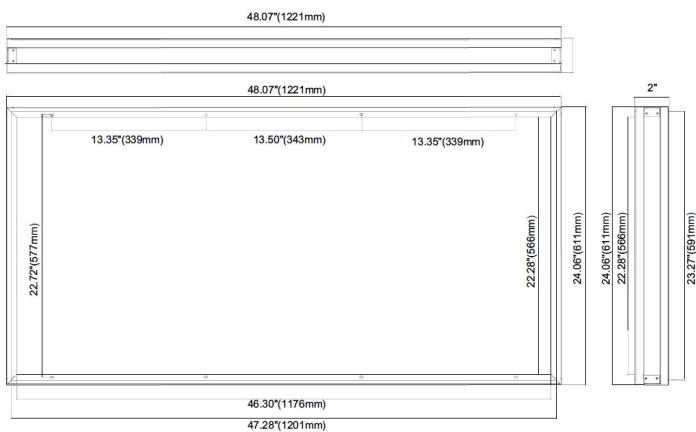 48.07"(1221mm)
48.07"(1221mm)
2"
13.35"(339mm)
13.50"(343mm)
13.35"(339mm)
22.72"(577mm)
22.28"(566mm)
24.06"(611mm)
24.06"(611mm)
22.28"(566mm)
23.27"(591mm)
46.30"(1176mm)
47.28"(1201mm)